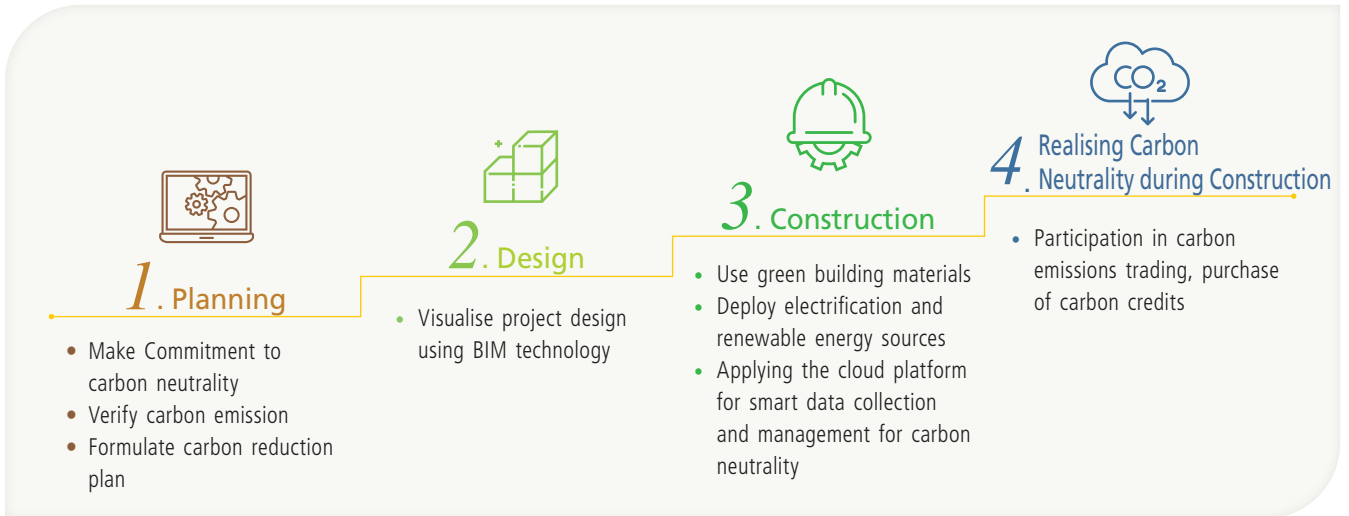 1. Planning
• Make Commitment to
carbon neutrality
• Verify carbon emission
• Formulate carbon reduction
plan
2. Design
• Visualise project design
using BIM technology
3. Construction
• Use green building materials
• Deploy electrification and
renewable energy sources
• Applying the cloud platform
for smart data collection
and management for carbon
neutrality
CO2
4. Realising Carbon
Neutrality during Construction
• Participation in carbon
emissions trading, purchase
of carbon credits